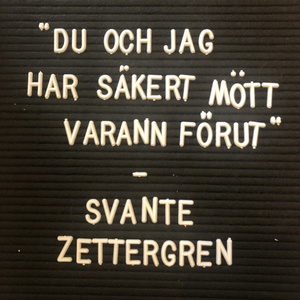 "DU OCH JAG
HAR SÄKERT MÖTT
VARANN FÖRUT"
-
SVANTE
ZETTERGREN